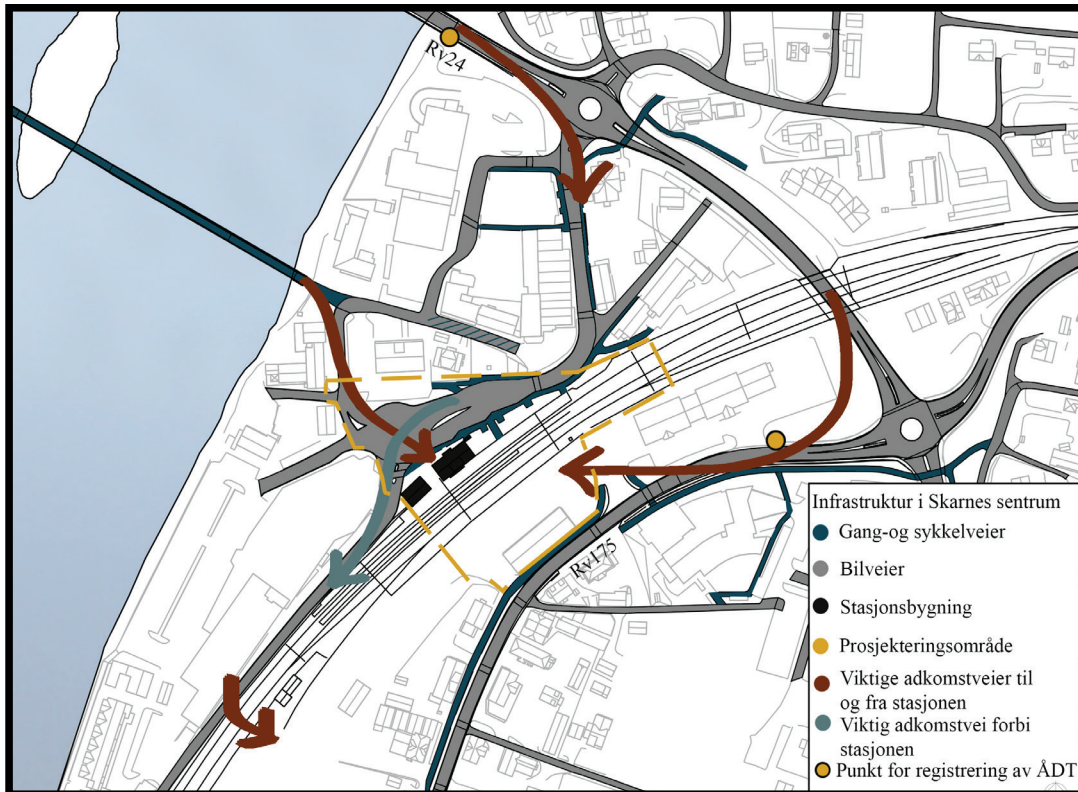 Rv24
Rv175
Infrastruktur i Skarnes sentrum
Gang-og sykkelveier
Bilveier
Stasjonsbygning
Prosjekteringsområde
Viktige adkomstveier til
og fra stasjonen
Viktig adkomstvei forbi
stasjonen
Punkt for registrering av ÅDT